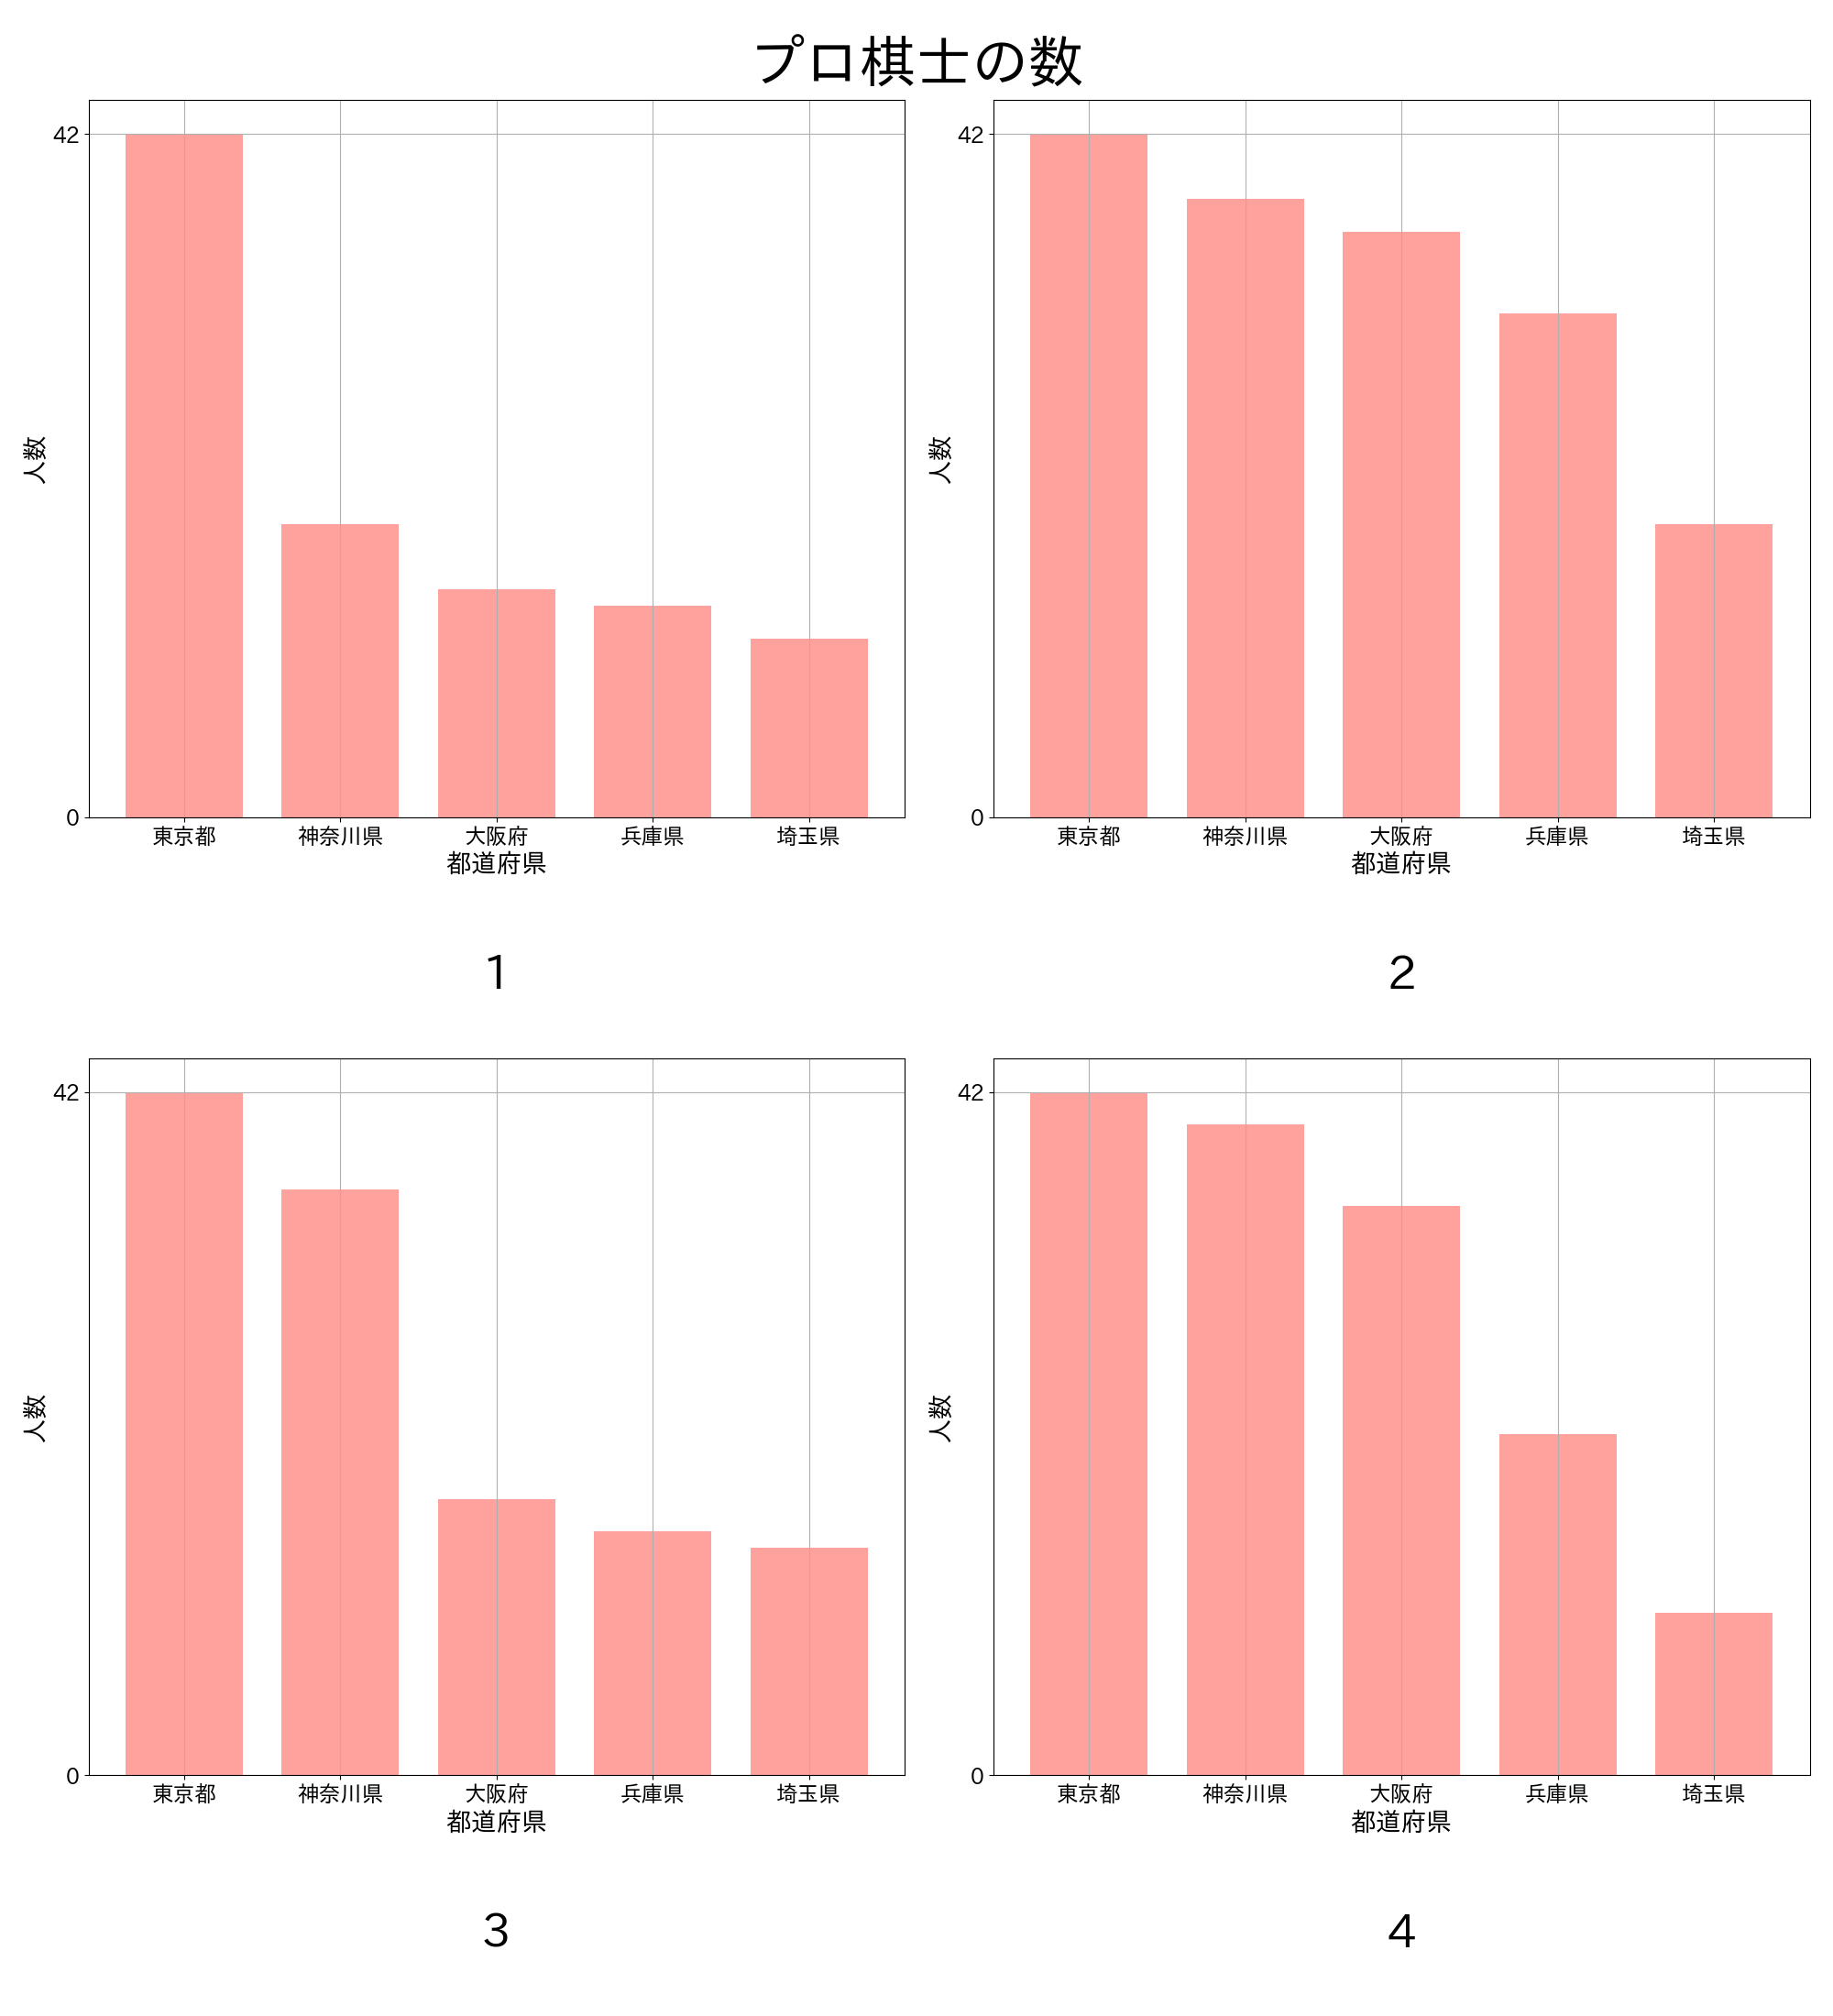 プロ棋士の数
42
0
人数
東京都 神奈川県 大阪府 兵庫県 埼玉県
都道府県
1
42
0
人数
東京都 神奈川県 大阪府 兵庫県 埼玉県
都道府県
2
42
0
人数
東京都 神奈川県 大阪府 兵庫県 埼玉県
都道府県
3
42
0
人数
東京都 神奈川県 大阪府 兵庫県 埼玉県
都道府県
4